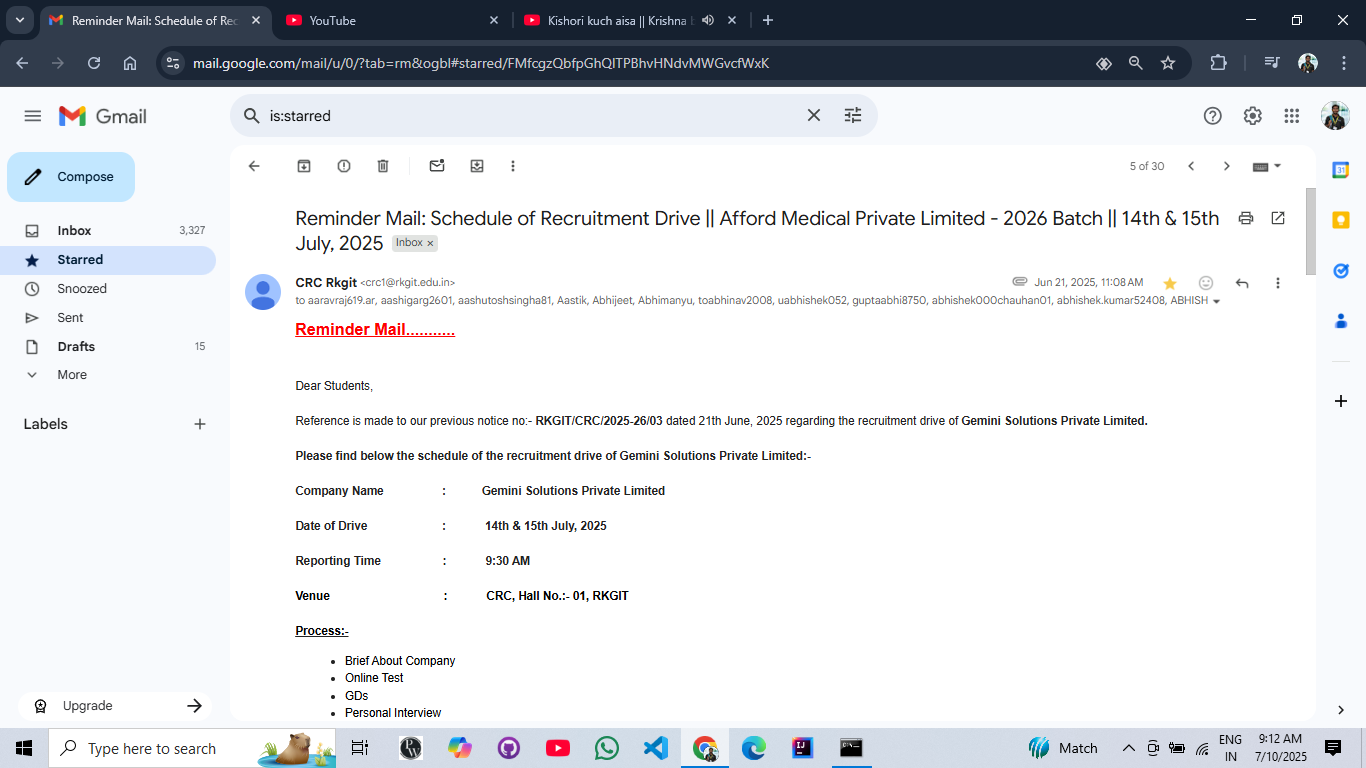 Reminder Mail: Schedule of Rec
YouTube
Kishori kuch aisa || Krishna b
mail.google.com/mail/u/0/?tab=rm&ogbl#starred/FMfcgzQbfpGhQlTPBhvHNdvMWGvcfWxK
Gmail
is:starred
Compose
5 of 30
Inbox 3,327
Starred
Snoozed
Sent
Drafts 15
More
Labels
Upgrade
Reminder Mail: Schedule of Recruitment Drive || Afford Medical Private Limited - 2026 Batch || 14th & 15th
July, 2025 Inbox x
CRC Rkgit <crc1@rkgit.edu.in> Jun 21, 2025, 11:08 AM
to aaravraj619.ar, aashigarg2601, aashutoshsingha81, Aastik, Abhijeet, Abhimanyu, toabhinav2008, uabhishek052, guptaabhi8750, abhishek000chauhan01, abhishek.kumar52408, ABHISH
Reminder Mail...........
Dear Students,
Reference is made to our previous notice no:- RKGIT/CRC/2025-26/03 dated 21th June, 2025 regarding the recruitment drive of Gemini Solutions Private Limited.
Please find below the schedule of the recruitment drive of Gemini Solutions Private Limited:-
Company Name : Gemini Solutions Private Limited
Date of Drive : 14th & 15th July, 2025
Reporting Time : 9:30 AM
Venue : CRC, Hall No.:- 01, RKGIT
Process:-
• Brief About Company
• Online Test
• GDs
• Personal Interview
31
Type here to search
Match
ENG
IN
9:12 AM
7/10/2025